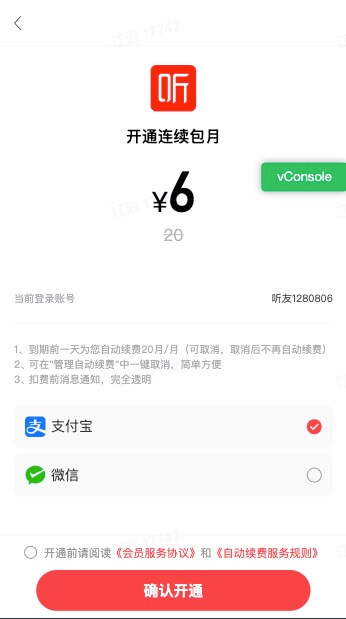 听
开通连续包月
vConsole
¥6
20
当前登录账号 听友1280806
1、到期前一天为您自动续费20月/月（可取消，取消后不再自动续费）
2、可在"管理自动续费"中一键取消，简单方便
3、扣费前消息通知，完全透明
支 支付宝
微信
开通前请阅读《会员服务协议》和《自动续费服务规则》
确认开通